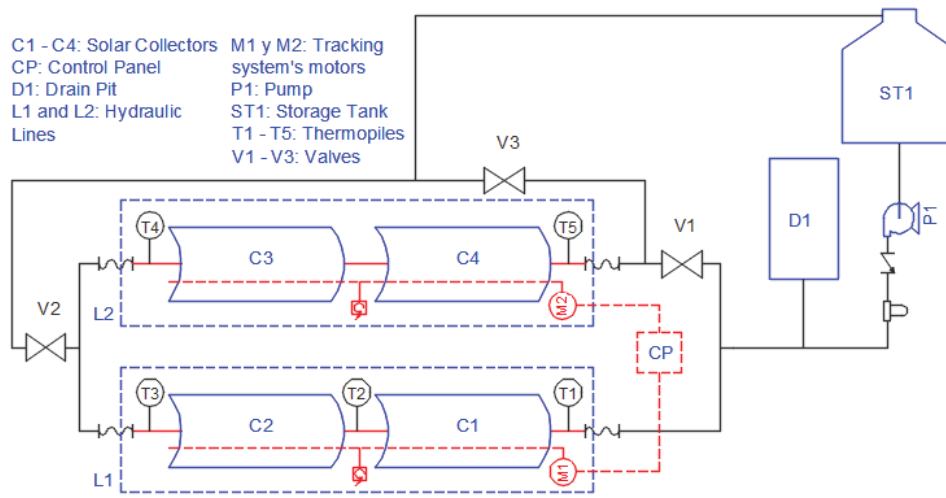 C1 - C4: Solar Collectors
CP: Control Panel
D1: Drain Pit
L1 and L2: Hydraulic
Lines
M1 y M2: Tracking
system's motors
P1: Pump
ST1: Storage Tank
T1 - T5: Thermopiles
V1 - V3: Valves
ST1
V3
D1
P1
T4
T5
V1
C3
C4
V2
L2
M2
CP
T3
T2
T1
C2
C1
L1
M1